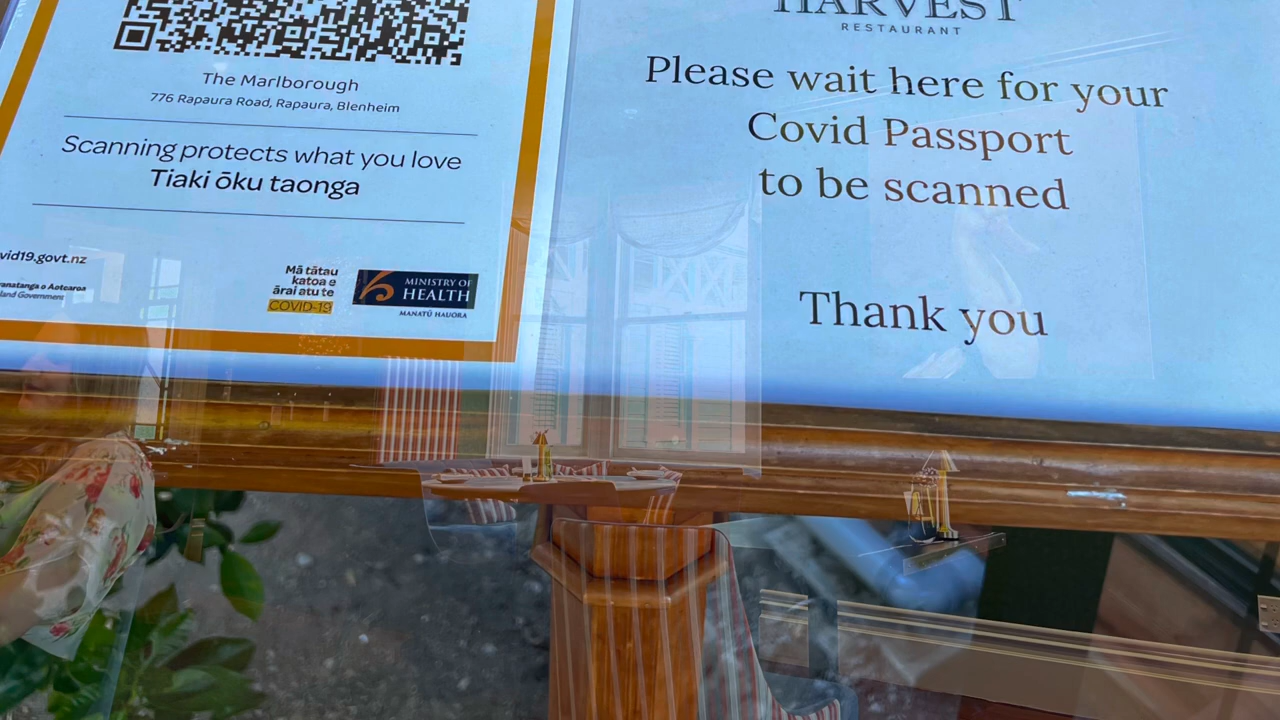 The Marlborough
776 Rapaura Road, Rapaura, Blenheim
Scanning protects what you love
Tiaki ōku taonga
vid19.govt.nz
anatanga o Aotearoa
land Government
Mā tātau
katoa e
ārai atu te
COVID-19
MINISTRY OF
HEALTH
MANATŪ HAUORA
HARVEST
RESTAURANT
Please wait here for your
Covid Passport
to be scanned
Thank you